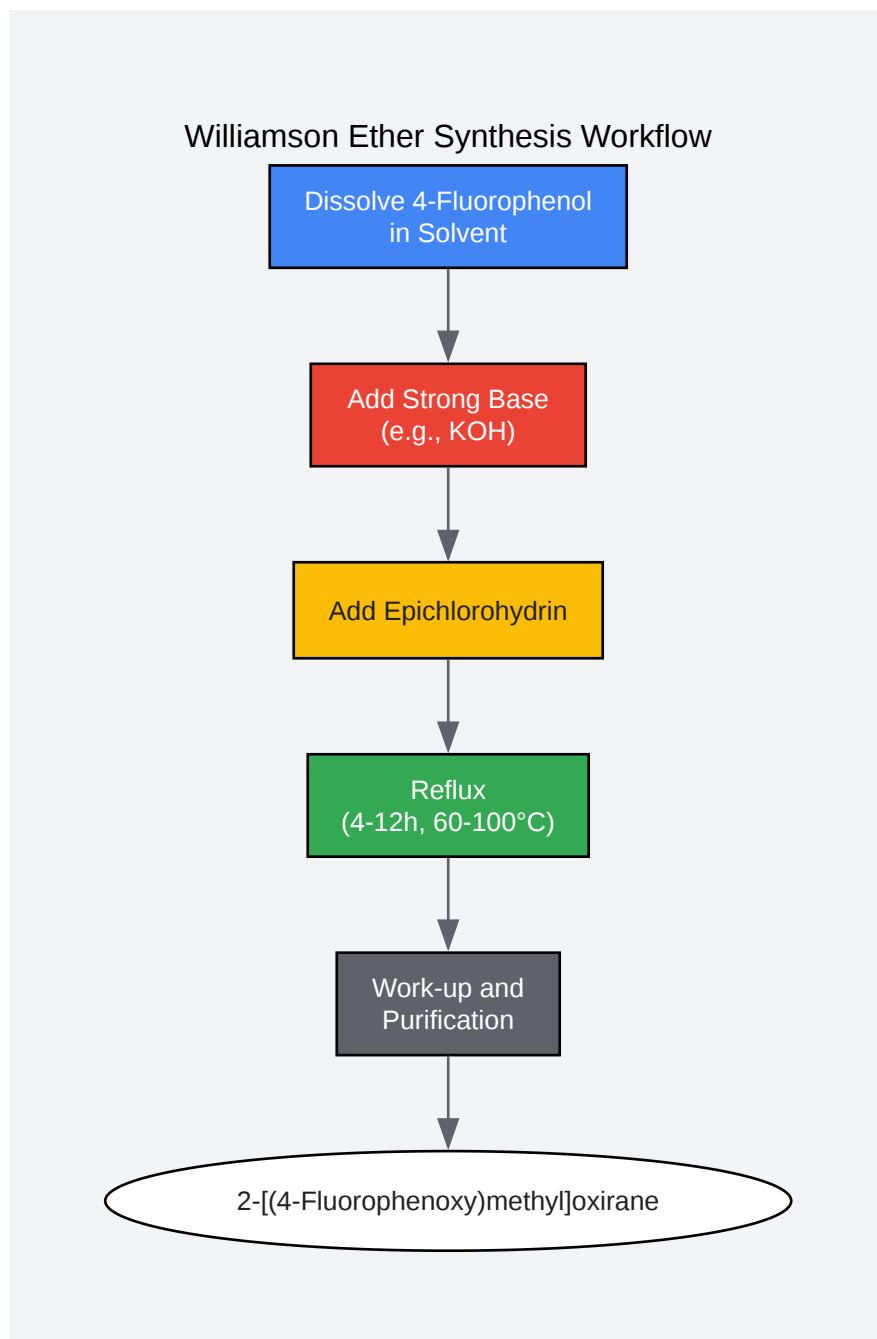 Williamson Ether Synthesis Workflow
Dissolve 4-Fluorophenol
in Solvent
Add Strong Base
(e.g., KOH)
Add Epichlorohydrin
Reflux
(4-12h, 60-100°C)
Work-up and
Purification
2-[(4-Fluorophenoxy)methyl]oxirane